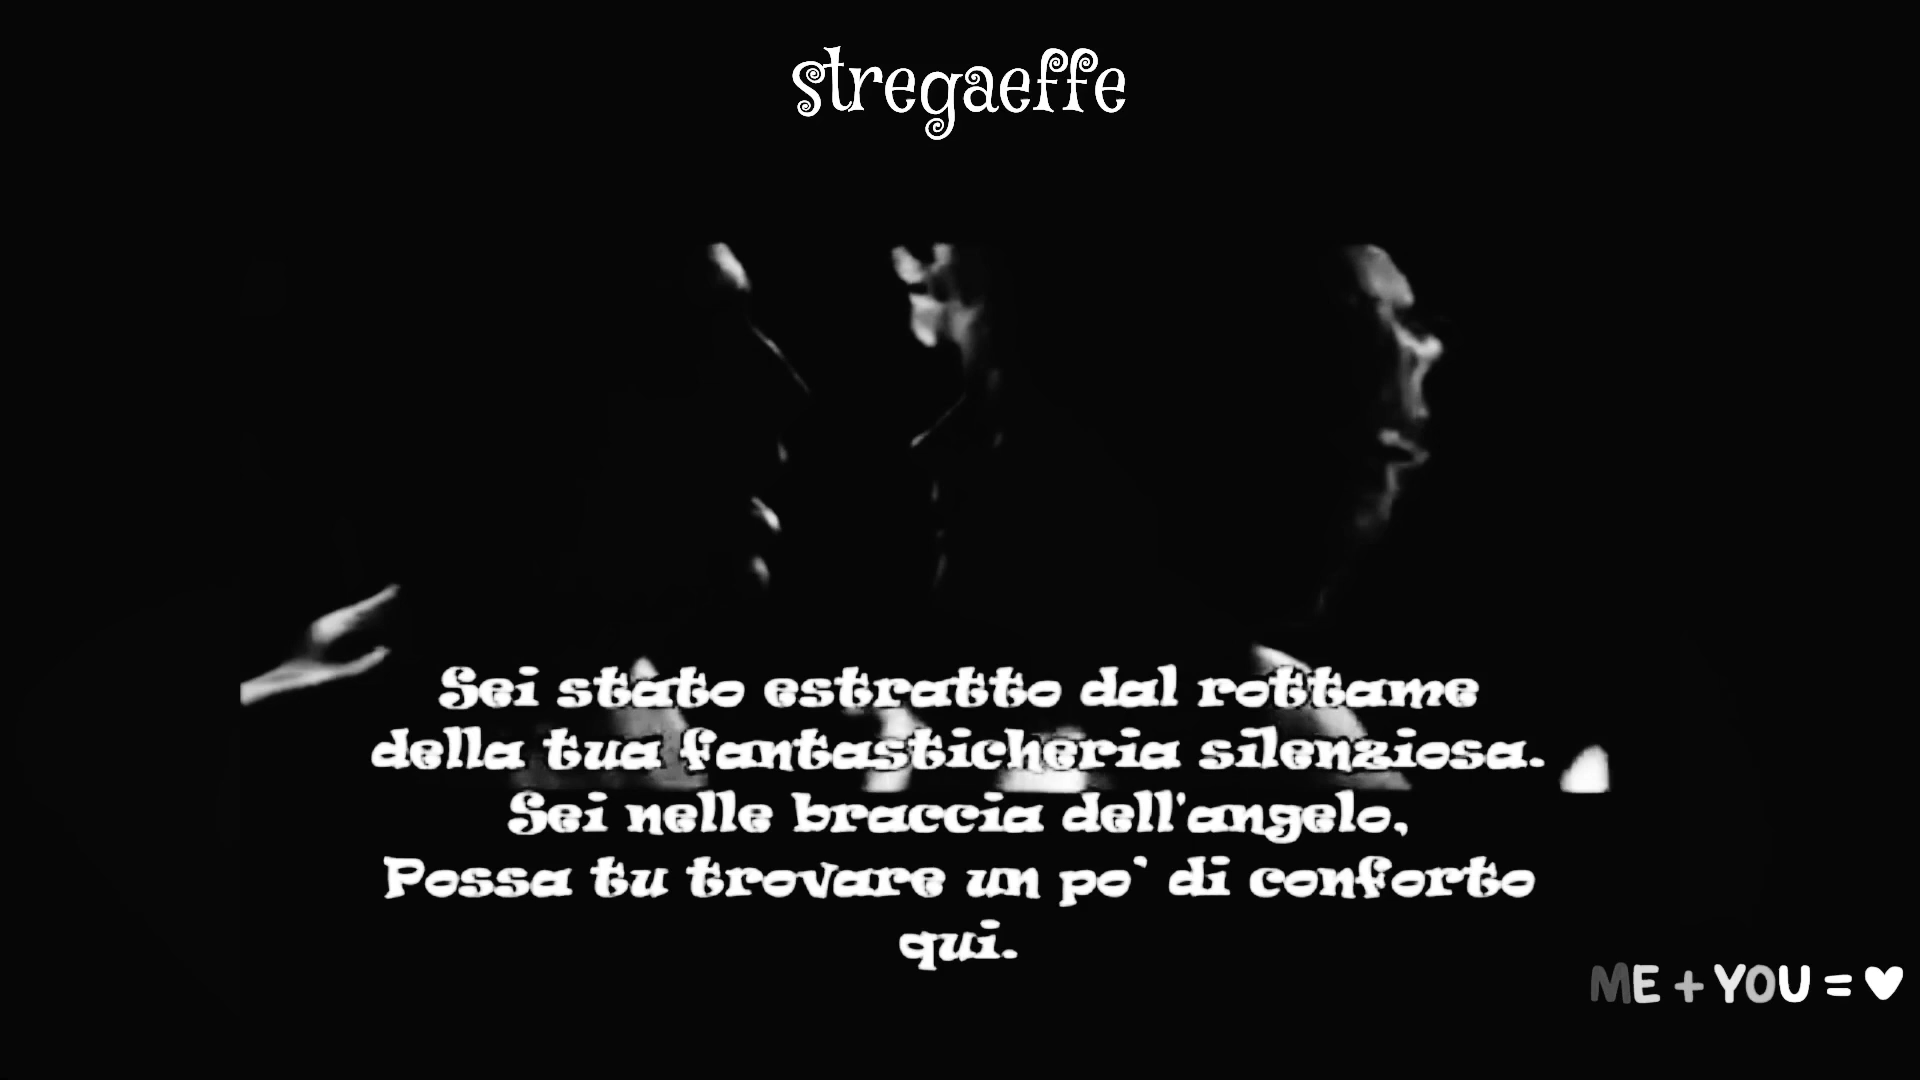 stregaeffe
Sei stato estratto dal rottame
della tua fantasticheria silenziosa.
Sei nelle braccia dell'angelo,
Possa tu trovare un po` di conforto
qui.
ME + YOU = ♥